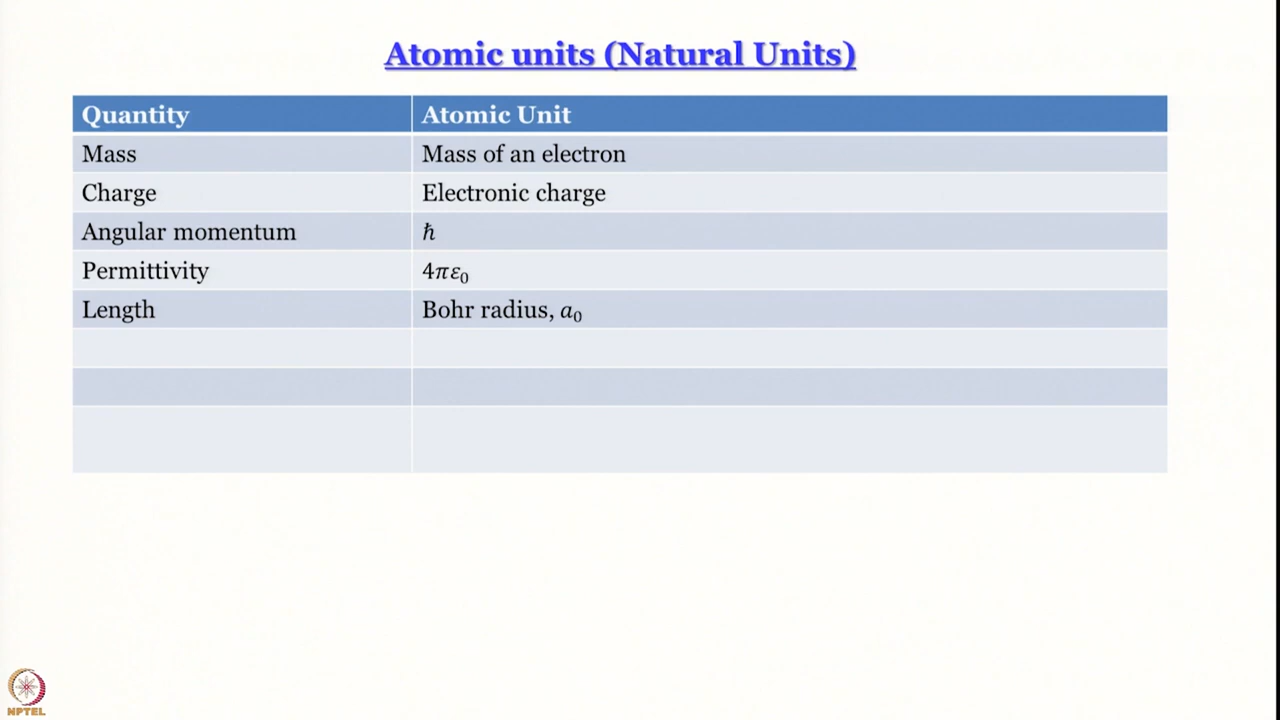 Atomic units (Natural Units)
Quantity Atomic Unit
Mass Mass of an electron
Charge Electronic charge
Angular momentum ℏ
Permittivity 4𝜋𝜀₀
Length Bohr radius, 𝑎₀
NPTEL